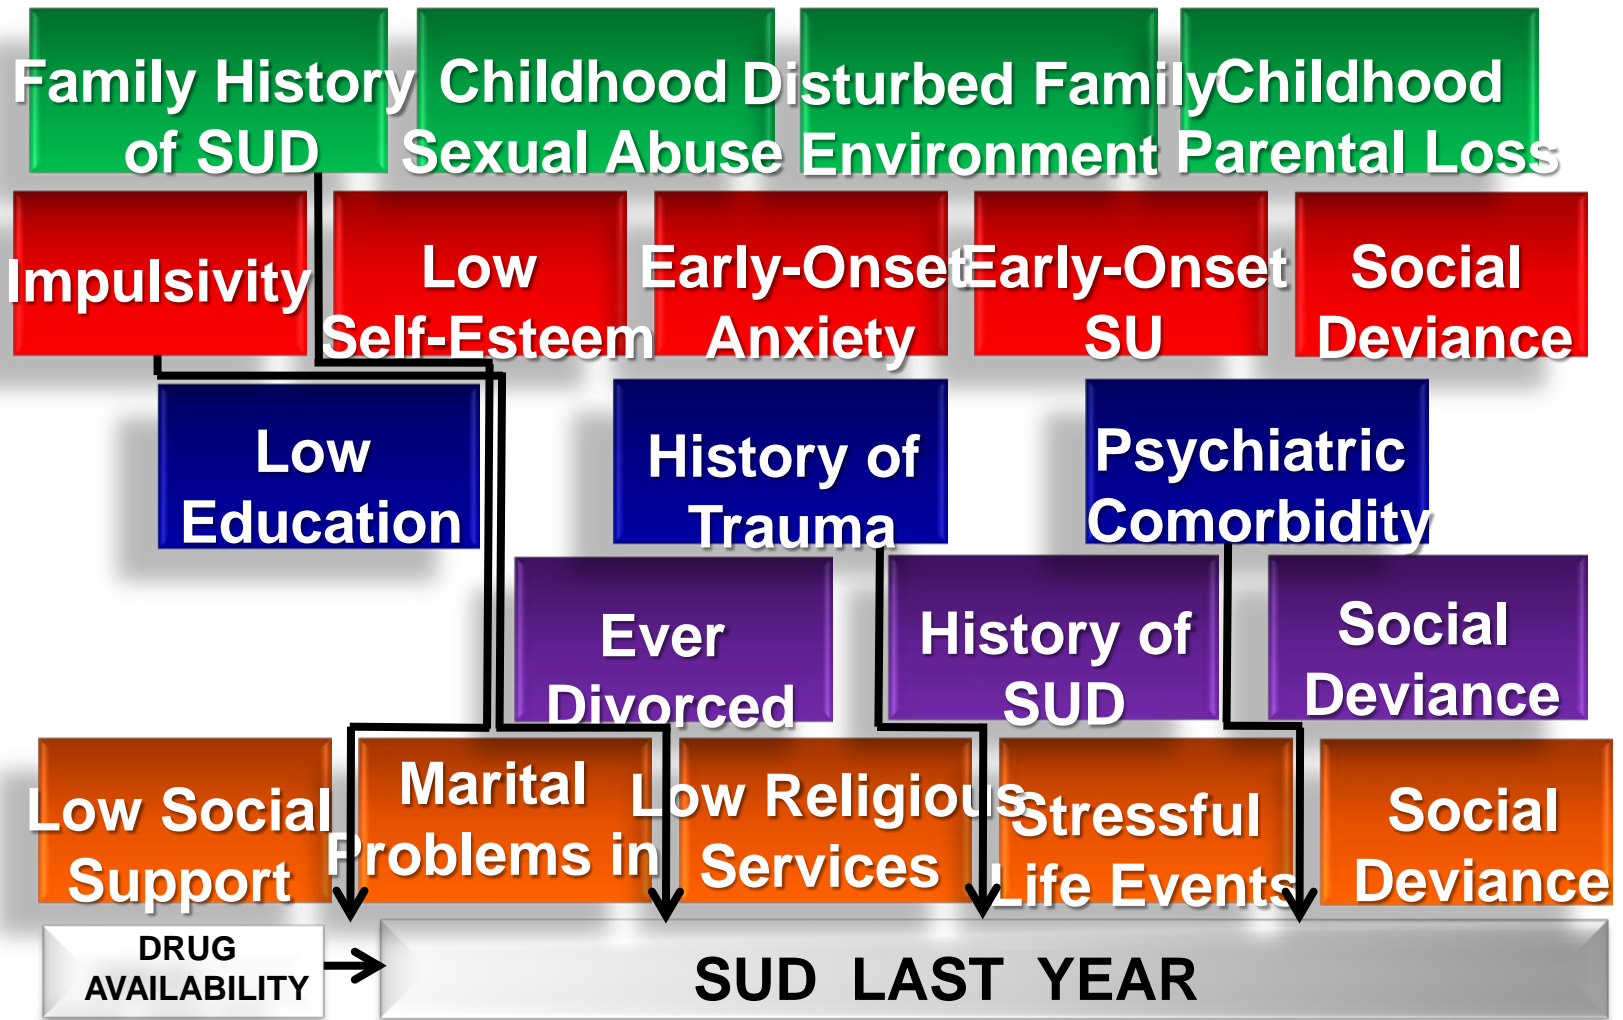 Family History
of SUD
Childhood
Sexual Abuse
Disturbed Family
Environment
Childhood
Parental Loss
Impulsivity
Low
Self-Esteem
Early-Onset
Anxiety
Early-Onset
SU
Social
Deviance
Low
Education
History of
Trauma
Psychiatric
Comorbidity
Ever
Divorced
History of
SUD
Social
Deviance
Low Social
Support
Marital
Problems in
Low Religious
Services
Stressful
Life Events
Social
Deviance
DRUG
AVAILABILITY
SUD LAST YEAR